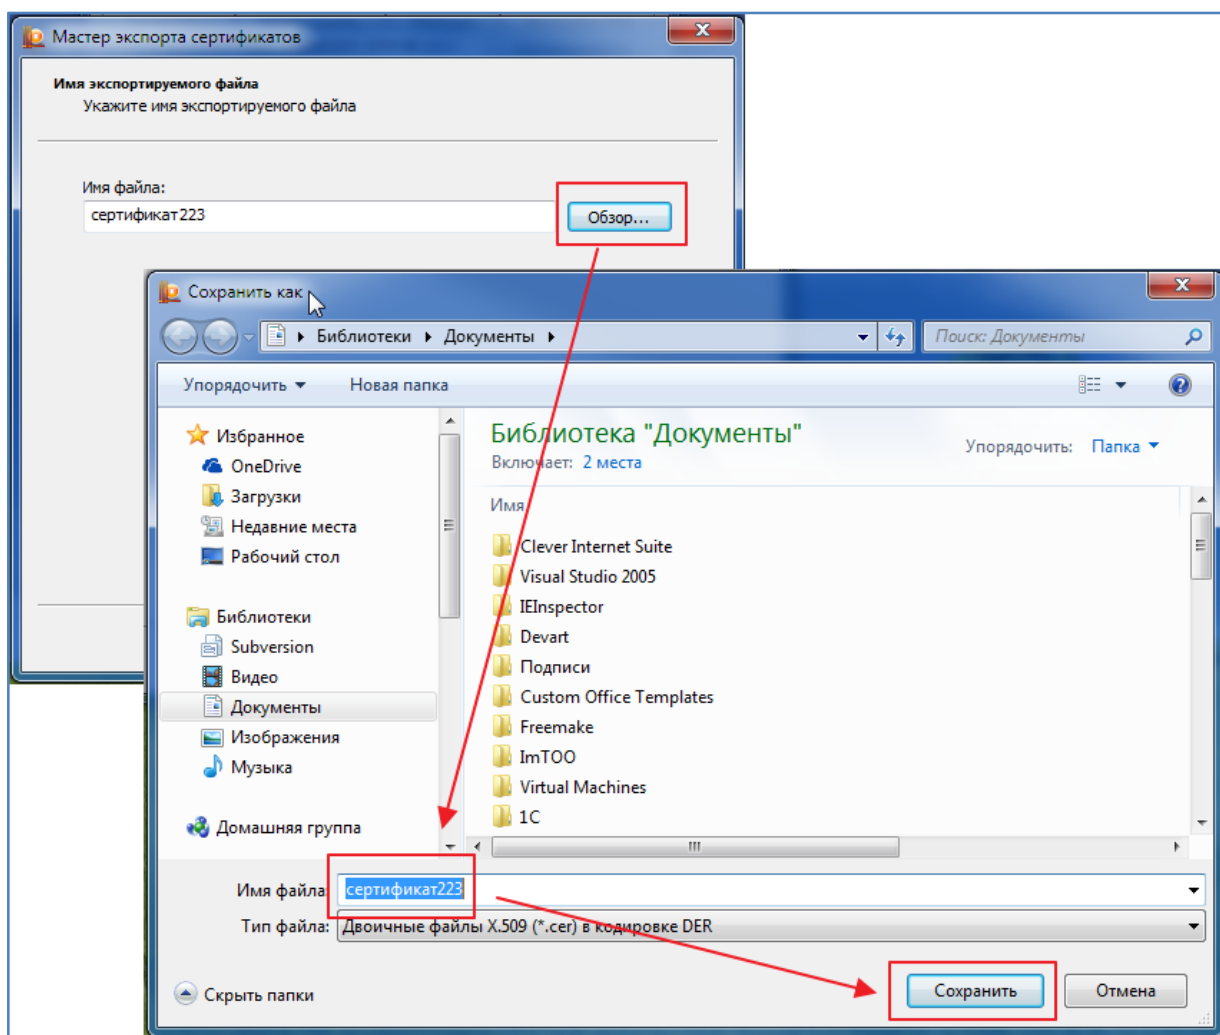 Мастер экспорта сертификатов
Имя экспортируемого файла
Укажите имя экспортируемого файла
Имя файла:
сертификат223
Обзор...
Сохранить как
Библиотеки
Документы
Поиск: Документы
Упорядочить
Новая папка
Избранное
OneDrive
Загрузки
Недавние места
Рабочий стол
Библиотеки
Subversion
Видео
Документы
Изображения
Музыка
Домашняя группа
Библиотека "Документы"
Включает: 2 места
Упорядочить: Папка
Имя
Clever Internet Suite
Visual Studio 2005
IEInspector
Devart
Подписи
Custom Office Templates
Freemake
ImTOO
Virtual Machines
1C
Имя файла: сертификат223
Тип файла: Двоичные файлы X.509 (*.cer) в кодировке DER
Скрыть папки
Сохранить
Отмена